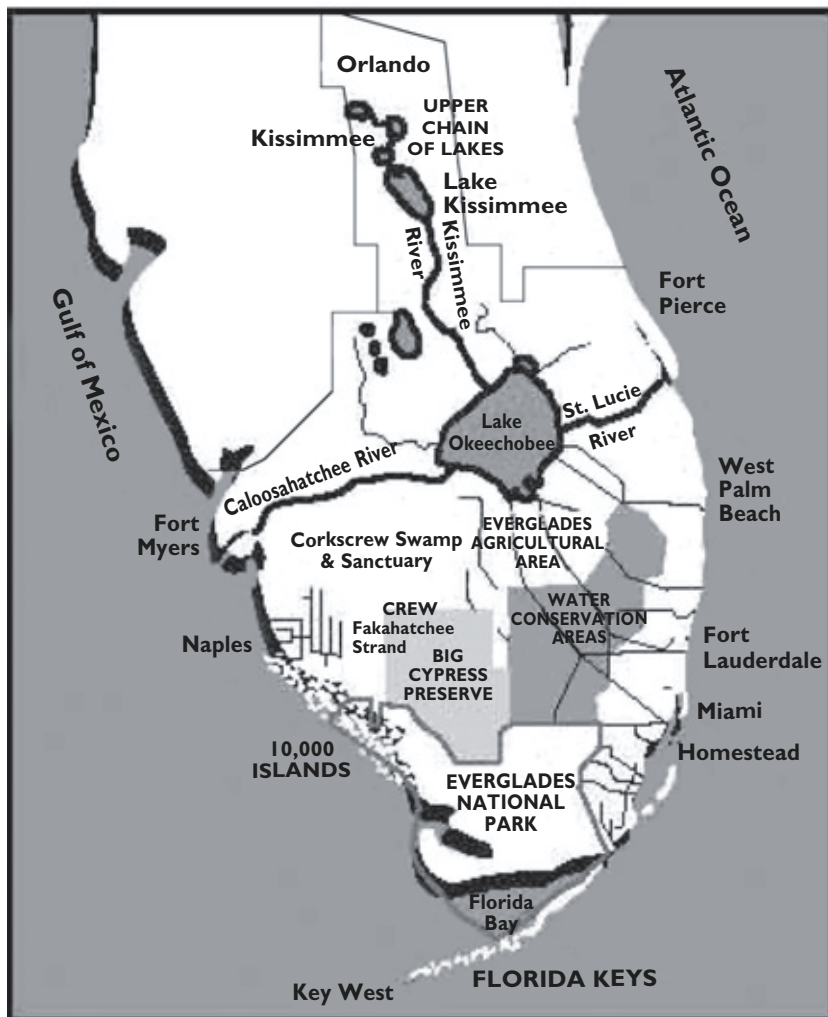 Orlando
Atlantic Ocean
UPPER
CHAIN
OF LAKES
Kissimmee
Lake
Kissimmee
Kissimmee
River
Fort
Pierce
Gulf of Mexico
Lake
Okeechobee
St. Lucie
River
Caloosahatchee River
West
Palm
Beach
Fort
Myers
EVERGLADES
AGRICULTURAL
AREA
Corkscrew Swamp
& Sanctuary
WATER
CONSERVATION
AREAS
CREW
Fakahatchee
Strand
Naples
BIG
CYPRESS
PRESERVE
Fort
Lauderdale
Miami
10,000
ISLANDS
Homestead
EVERGLADES
NATIONAL
PARK
Florida
Bay
FLORIDA KEYS
Key West